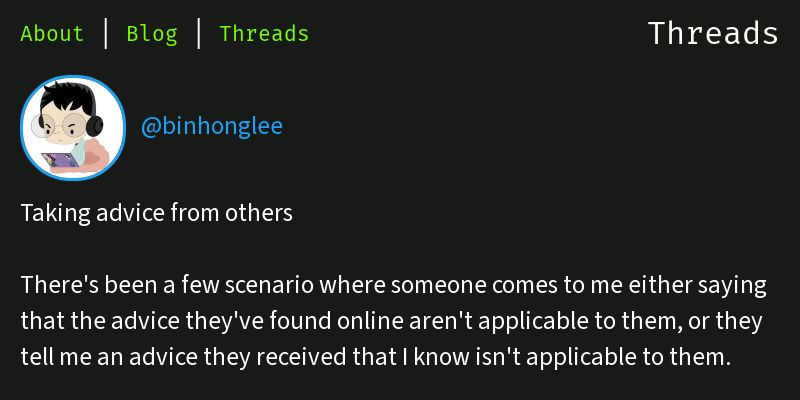 About | Blog | Threads
Threads
@binhonglee
Taking advice from others
There's been a few scenario where someone comes to me either saying
that the advice they've found online aren't applicable to them, or they
tell me an advice they received that I know isn't applicable to them.